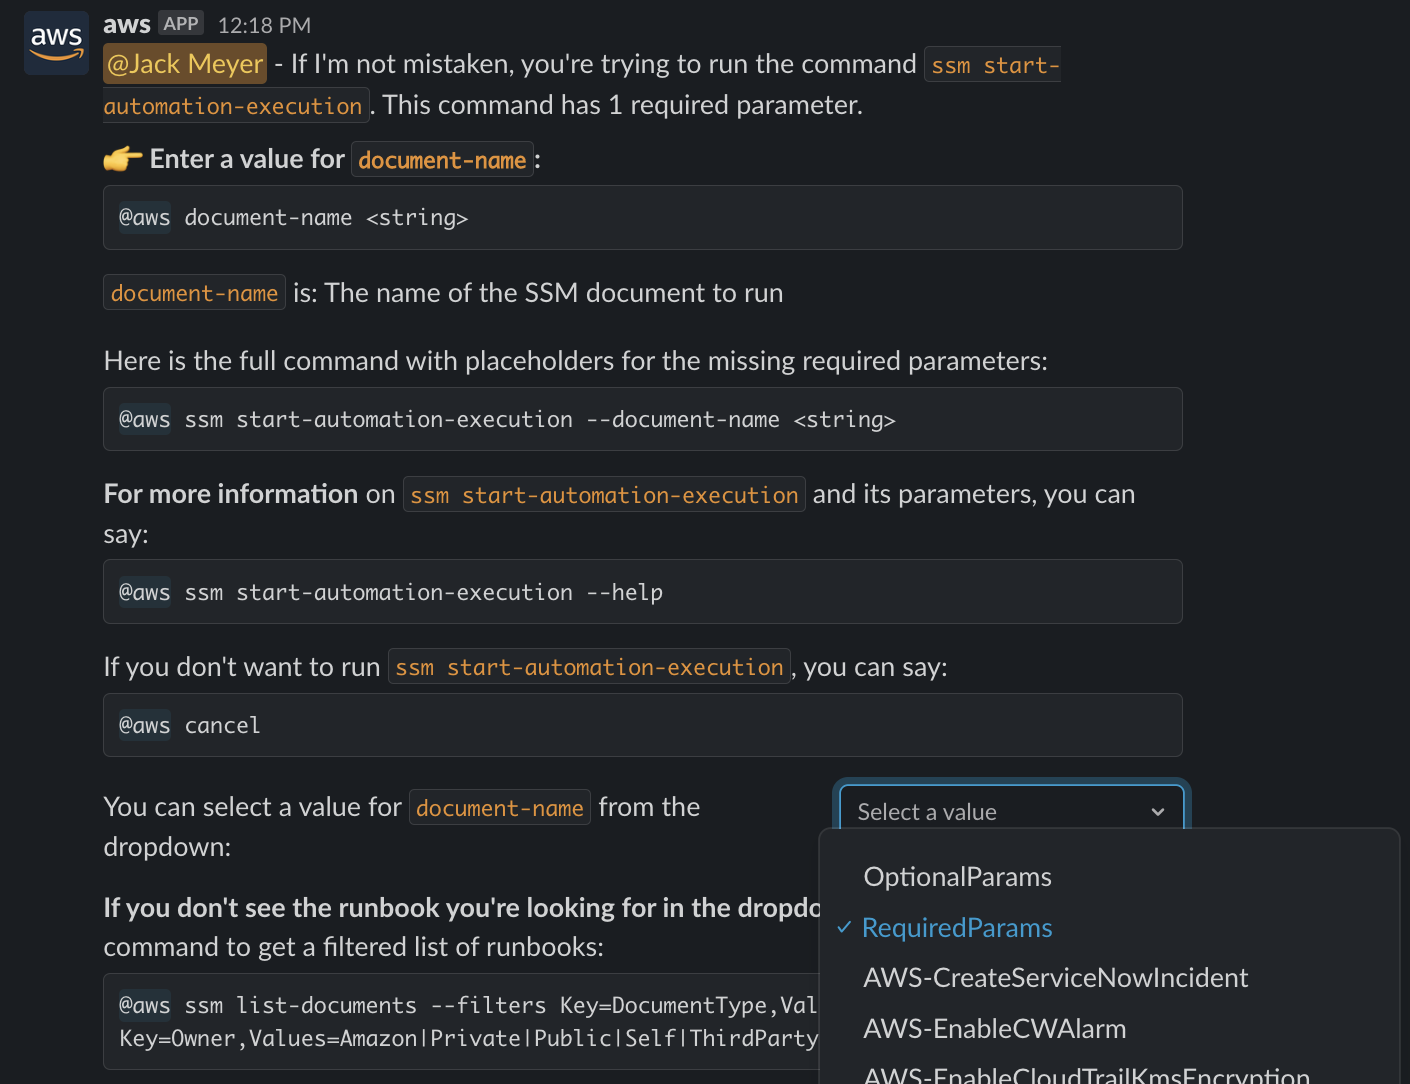 aws
aws APP 12:18 PM
@Jack Meyer - If I'm not mistaken, you're trying to run the command ssm start-
automation-execution. This command has 1 required parameter.
Enter a value for document-name:
@aws document-name <string>
document-name is: The name of the SSM document to run
Here is the full command with placeholders for the missing required parameters:
@aws ssm start-automation-execution --document-name <string>
For more information on ssm start-automation-execution and its parameters, you can
say:
@aws ssm start-automation-execution --help
If you don't want to run ssm start-automation-execution, you can say:
@aws cancel
You can select a value for document-name from the
dropdown:
Select a value
OptionalParams
RequiredParams
AWS-CreateServiceNowIncident
AWS-EnableCWAlarm
AWS-EnableCloudTrailKmsEncryption
If you don't see the runbook you're looking for in the dropdo
command to get a filtered list of runbooks:
@aws ssm list-documents --filters Key=DocumentType,Val
Key=Owner,Values=Amazon|Private|Public|Self|ThirdParty